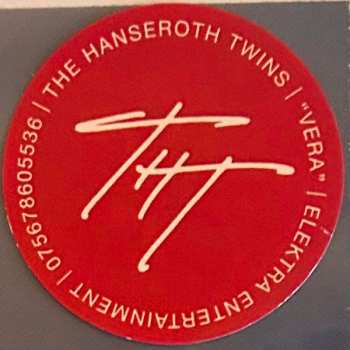 THE HANSEROTH TWINS | "VERA" | ELEKTRA ENTERTAINMENT | 075678605536 |
THT